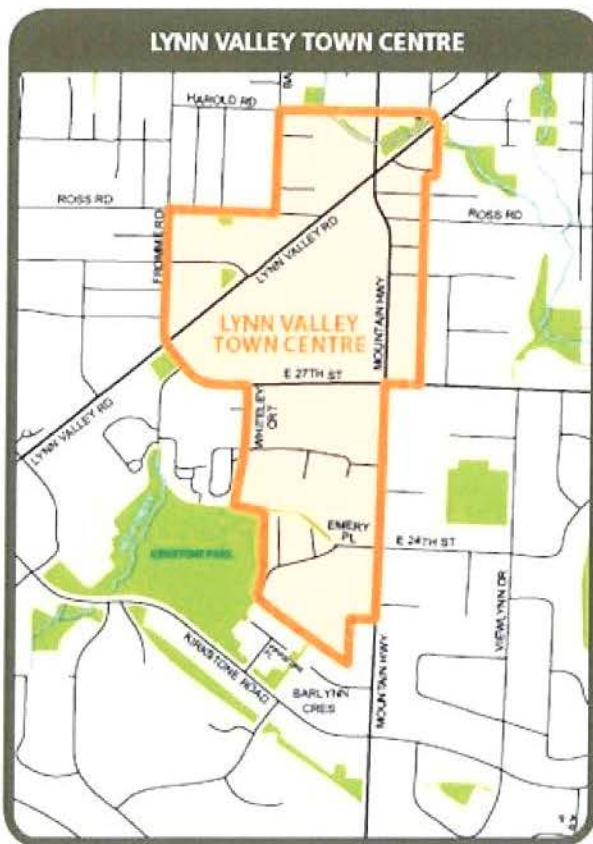 LYNN VALLEY TOWN CENTRE
HAROLD RD
BA
ROSS RD
ROSS RD
FROMME RD
LYNN VALLEY RD
MOUNTAIN HWY
LYNN VALLEY
TOWN CENTRE
E 27TH ST
WHITELEY
CRT
LYNN VALLEY RD
EMERY
PL
E 24TH ST
KIRKSTONE PARK
VIEWLYNN DR
KIRKSTONE ROAD
BARLYNN
CRES
MOUNTAIN HWY